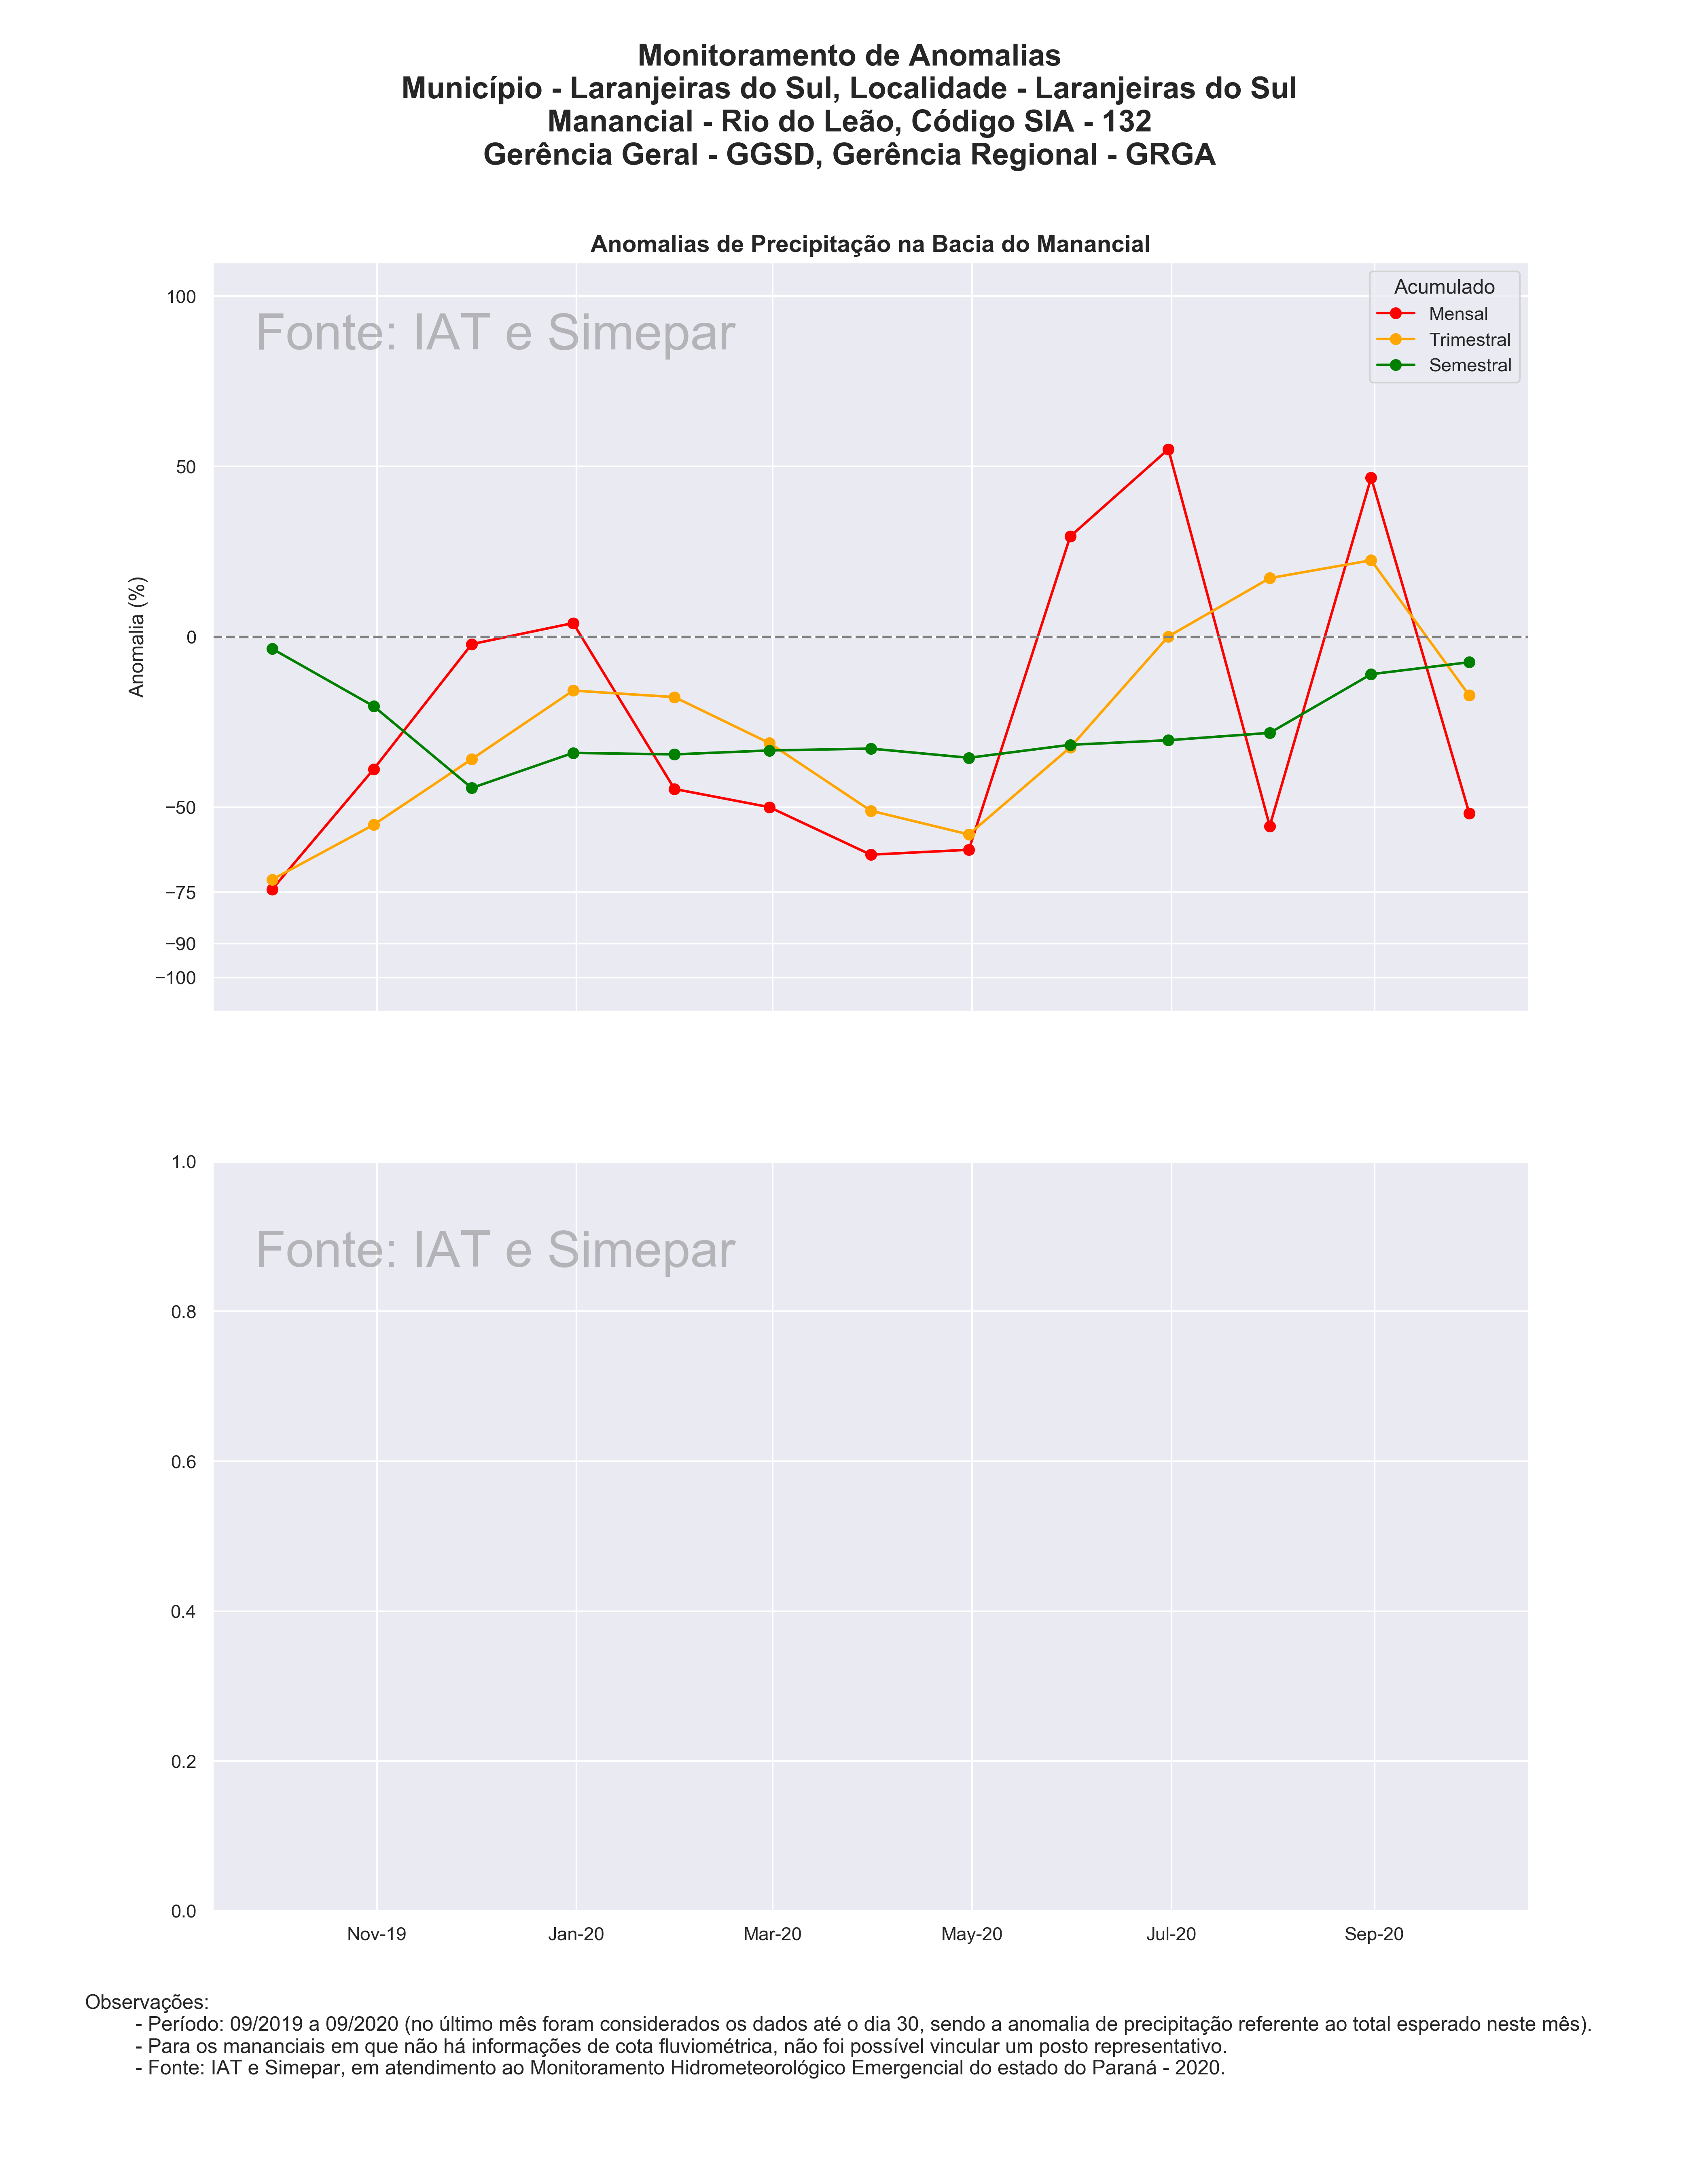 Monitoramento de Anomalias
Município - Laranjeiras do Sul, Localidade - Laranjeiras do Sul
Manancial - Rio do Leão, Código SIA - 132
Gerência Geral - GGSD, Gerência Regional - GRGA
Anomalias de Precipitação na Bacia do Manancial
Fonte: IAT e Simepar
Acumulado
Mensal
Trimestral
Semestral
Anomalia (%)
100
50
0
−50
−75
−90
−100
Fonte: IAT e Simepar
1.0
0.8
0.6
0.4
0.2
0.0
Nov-19 Jan-20 Mar-20 May-20 Jul-20 Sep-20
Observações:
- Período: 09/2019 a 09/2020 (no último mês foram considerados os dados até o dia 30, sendo a anomalia de precipitação referente ao total esperado neste mês).
- Para os mananciais em que não há informações de cota fluviométrica, não foi possível vincular um posto representativo.
- Fonte: IAT e Simepar, em atendimento ao Monitoramento Hidrometeorológico Emergencial do estado do Paraná - 2020.